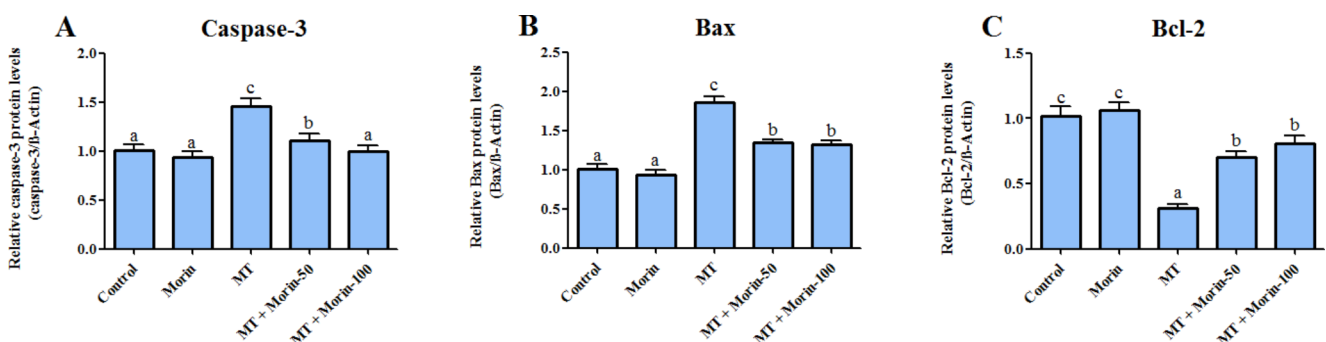 A
Caspase-3
Relative caspase-3 protein levels
(caspase-3/ß-Actin)
2.0
1.5
1.0
0.5
0.0
a
a
c
b
a
Control
Morin
MT
MT + Morin-50
MT + Morin-100
B
Bax
Relative Bax protein levels
(Bax/ß-Actin)
2.5
2.0
1.5
1.0
0.5
0.0
a
a
c
b
b
Control
Morin
MT
MT + Morin-50
MT + Morin-100
C
Bcl-2
Relative Bcl-2 protein levels
(Bcl-2/ß-Actin)
1.5
1.0
0.5
0.0
c
c
a
b
b
Control
Morin
MT
MT + Morin-50
MT + Morin-100